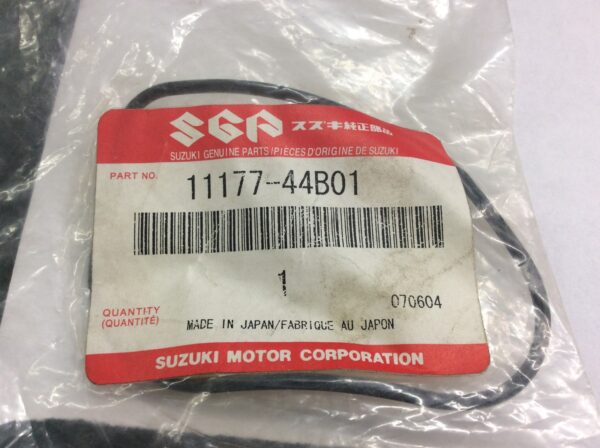 SGP スズキ純正部品
SUZUKI GENUINE PARTS/PIÈCES D'ORIGINE DE SUZUKI
PART NO. 11177-44B01
1
070604
QUANTITY
(QUANTITÉ)
MADE IN JAPAN/FABRIQUE AU JAPON
SUZUKI MOTOR CORPORATION